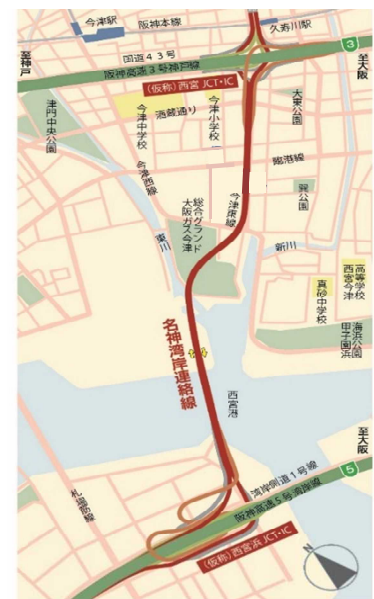 今津駅
阪神本線
久寿川駅
至神戸
国道43号
阪神高速3号神戸線
3
至大阪
(仮称)西宮JCT・IC
津門中央公園
今津中学校
酒蔵通り
今津小学校
大東公園
臨港線
今津西線
今津東線
巽公園
総合グランド
大阪ガス今津
東川
新川
高等学校
西宮今津
真砂中学校
海浜公園
甲子園浜
名神湾岸連絡線
西宮港
至大阪
5
湾岸側道1号線
阪神高速5号湾岸線
札場筋線
(仮称)西宮浜JCT・IC